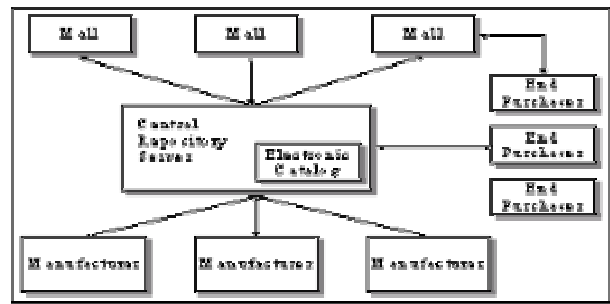 Mall
Mall
Mall
End
Purchaser
Central
Repository
Server
Electronic
Catalog
End
Purchaser
End
Purchaser
Manufacturer
Manufacturer
Manufacturer